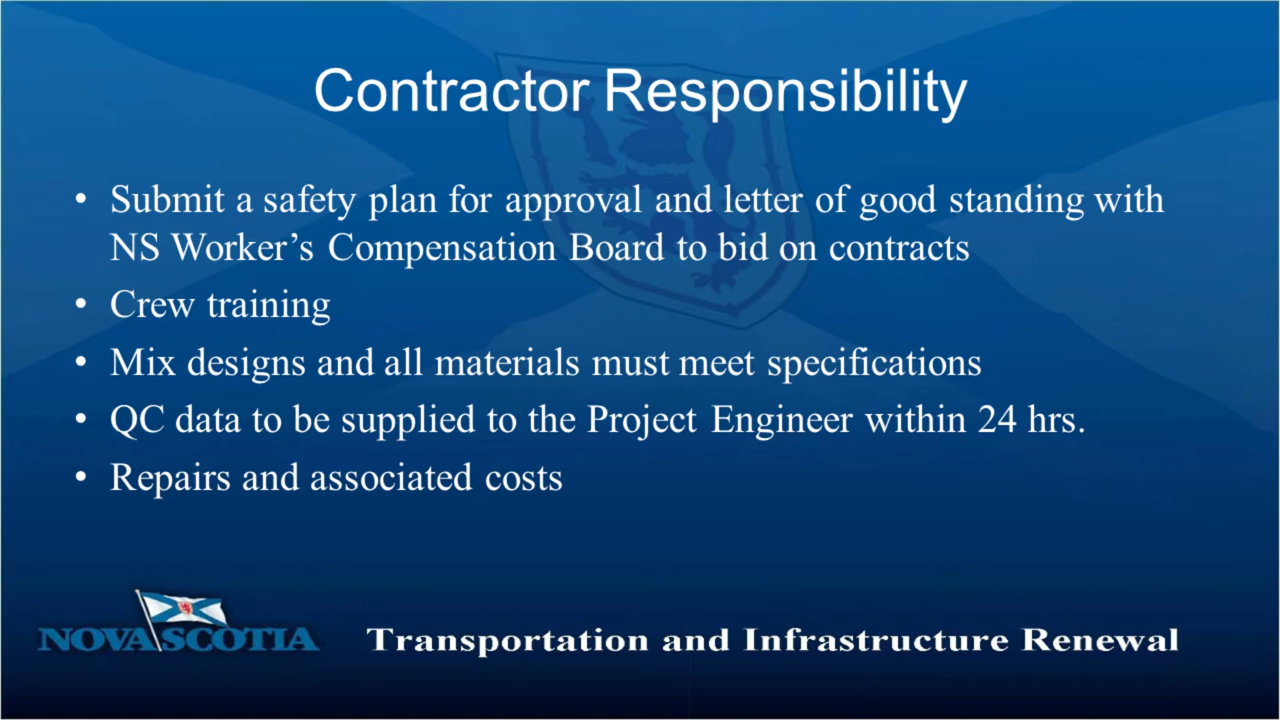 Contractor Responsibility
• Submit a safety plan for approval and letter of good standing with
NS Worker’s Compensation Board to bid on contracts
• Crew training
• Mix designs and all materials must meet specifications
• QC data to be supplied to the Project Engineer within 24 hrs.
• Repairs and associated costs
NOVA SCOTIA
Transportation and Infrastructure Renewal